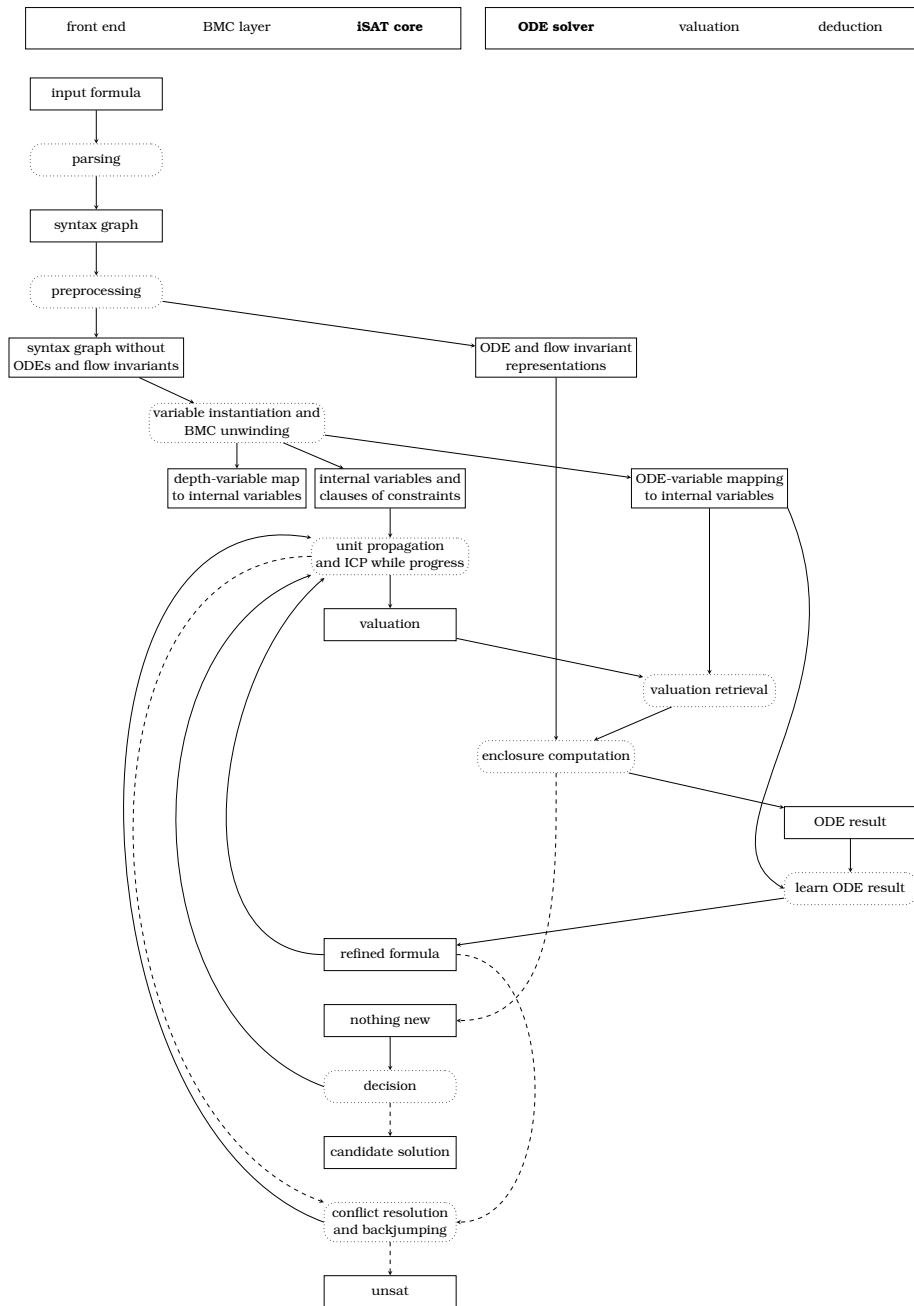 front end BMC layer iSAT core ODE solver valuation deduction
input formula
parsing
syntax graph
preprocessing
syntax graph without
ODEs and flow invariants
ODE and flow invariant
representations
variable instantiation and
BMC unwinding
depth-variable map
to internal variables
internal variables and
clauses of constraints
ODE-variable mapping
to internal variables
unit propagation
and ICP while progress
valuation
valuation retrieval
enclosure computation
ODE result
learn ODE result
refined formula
nothing new
decision
candidate solution
conflict resolution
and backjumping
unsat